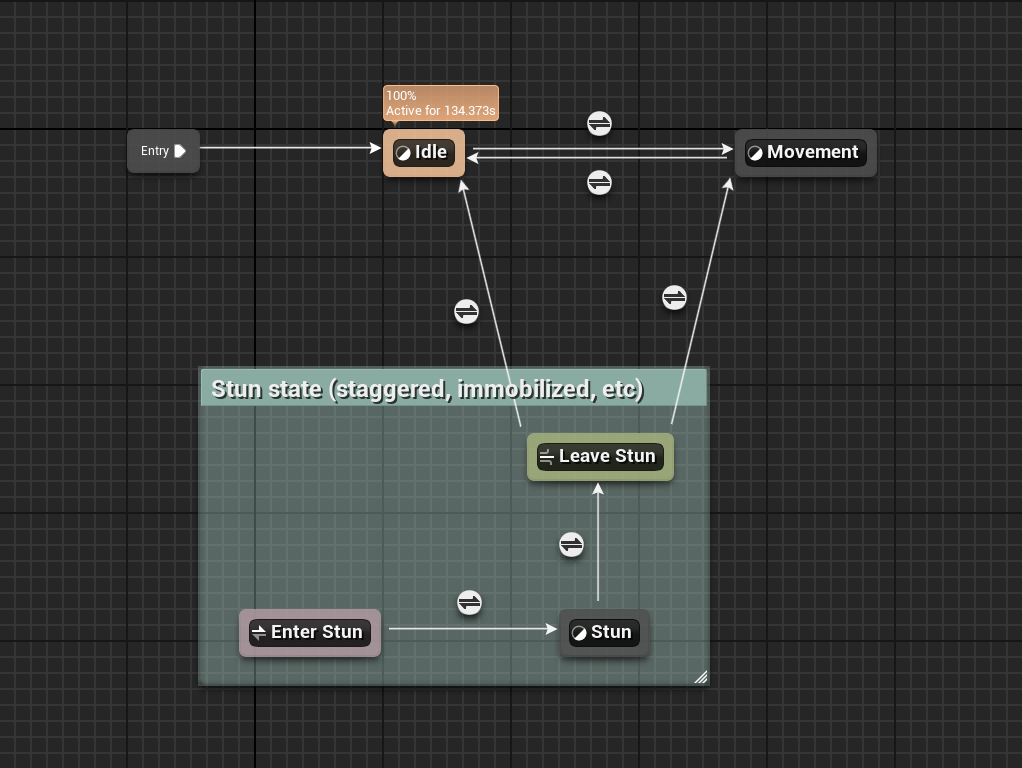 100%
Active for 134.373s
Entry
Idle
Movement
Stun state (staggered, immobilized, etc)
Leave Stun
Enter Stun
Stun